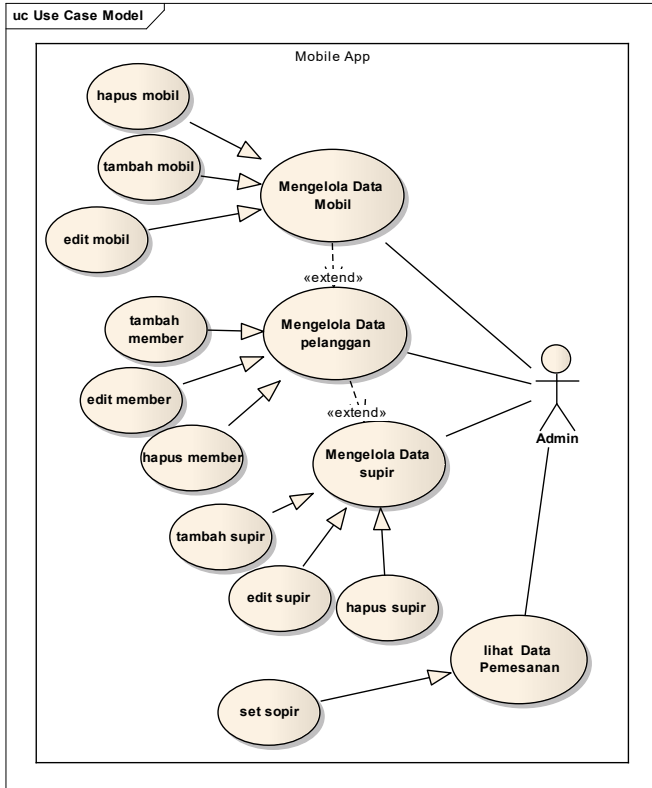 uc Use Case Model
Mobile App
hapus mobil
tambah mobil
edit mobil
Mengelola Data
Mobil
«extend»
tambah
member
Mengelola Data
pelanggan
edit member
hapus member
«extend»
Mengelola Data
supir
Admin
tambah supir
edit supir
hapus supir
lihat Data
Pemesanan
set sopir